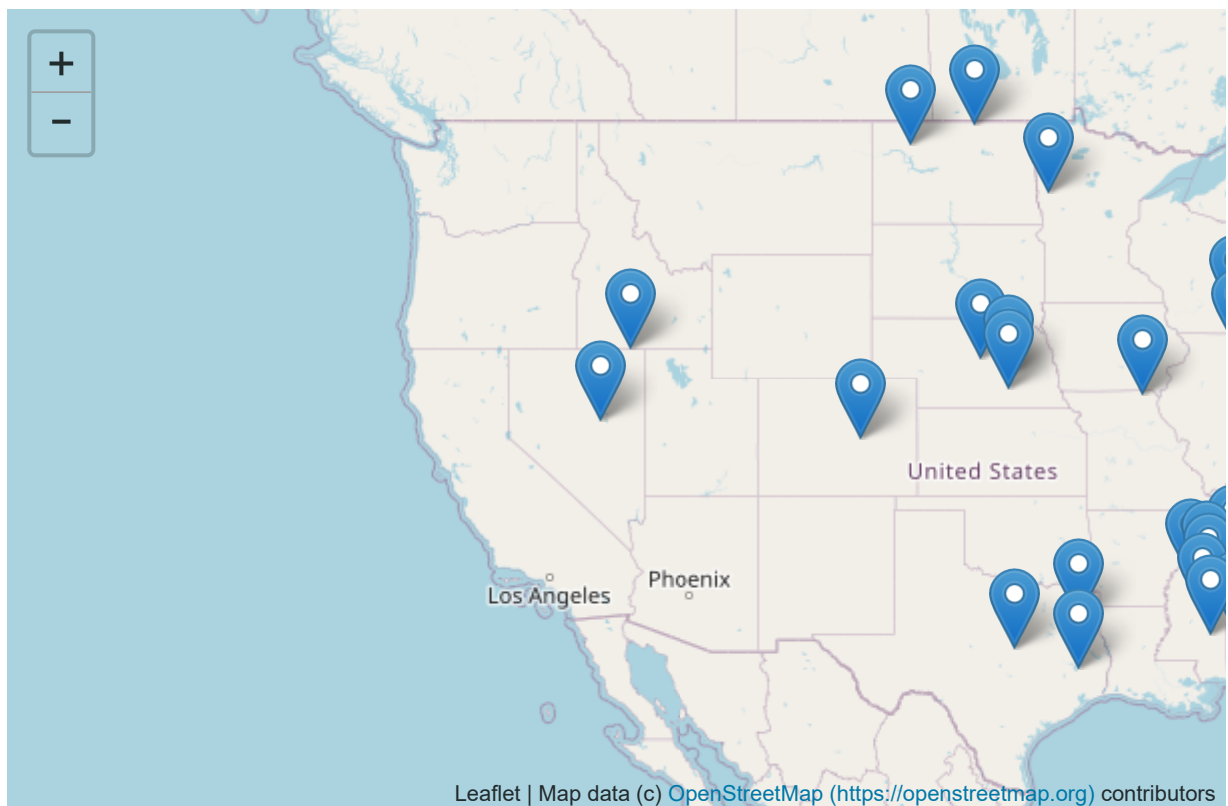 +
−
United States
Phoenix
Los Angeles
Leaflet | Map data (c) OpenStreetMap (https://openstreetmap.org) contributors